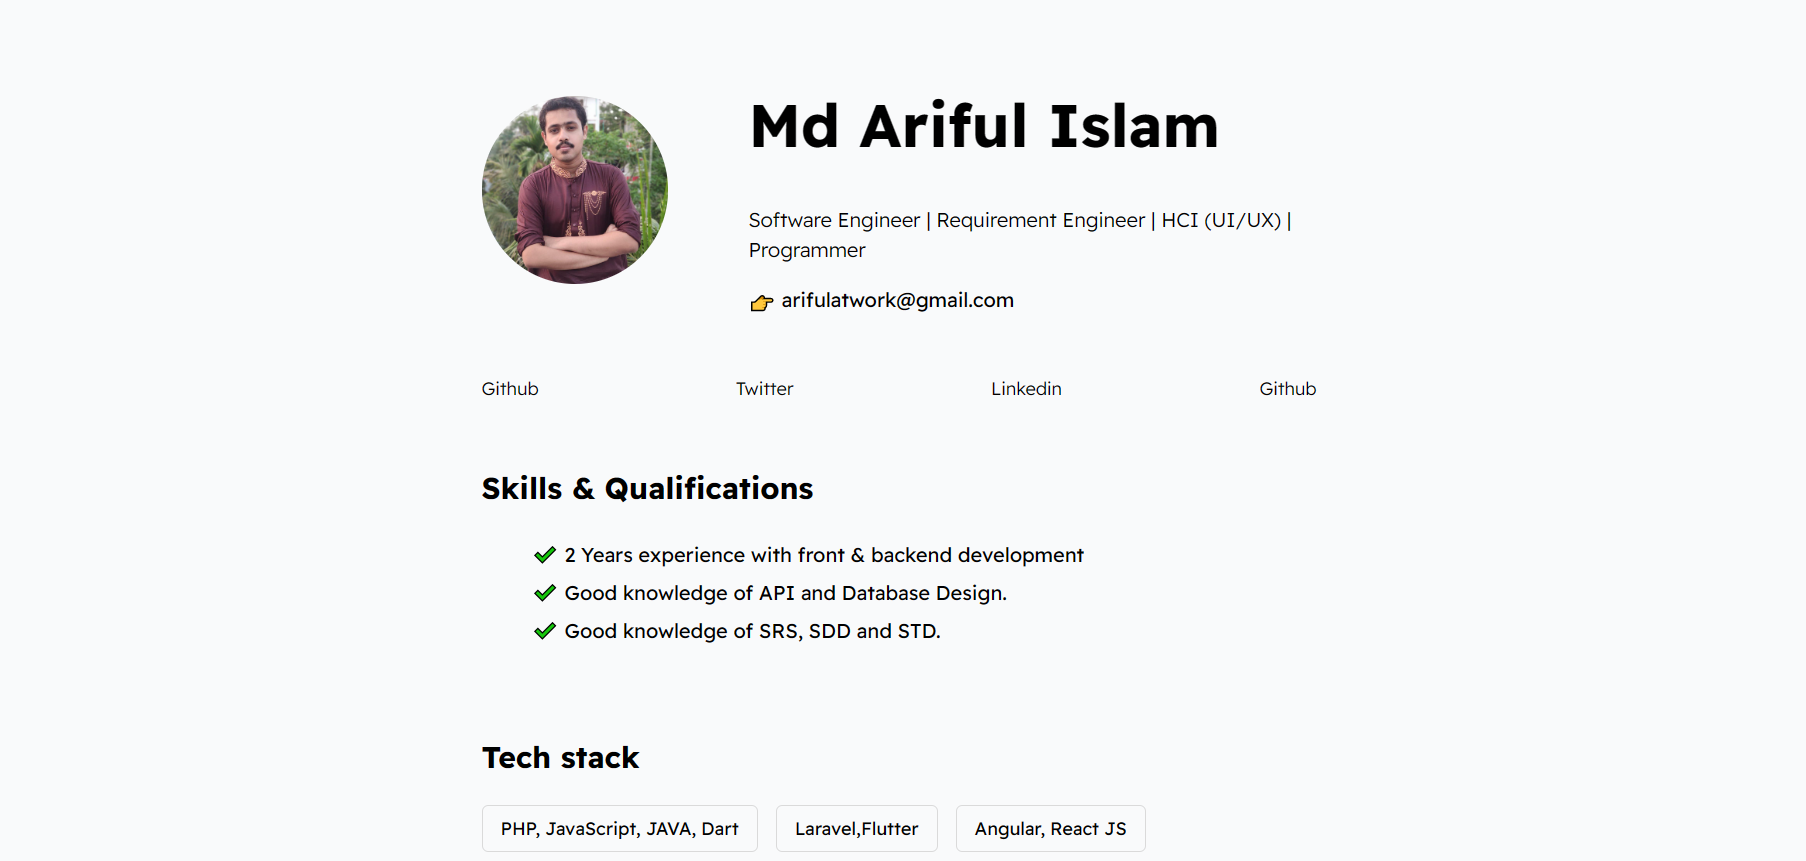 Md Ariful Islam
Software Engineer | Requirement Engineer | HCI (UI/UX) |
Programmer
👉 arifulatwork@gmail.com
Github
Twitter
Linkedin
Github
Skills & Qualifications
✔ 2 Years experience with front & backend development
✔ Good knowledge of API and Database Design.
✔ Good knowledge of SRS, SDD and STD.
Tech stack
PHP, JavaScript, JAVA, Dart
Laravel,Flutter
Angular, React JS